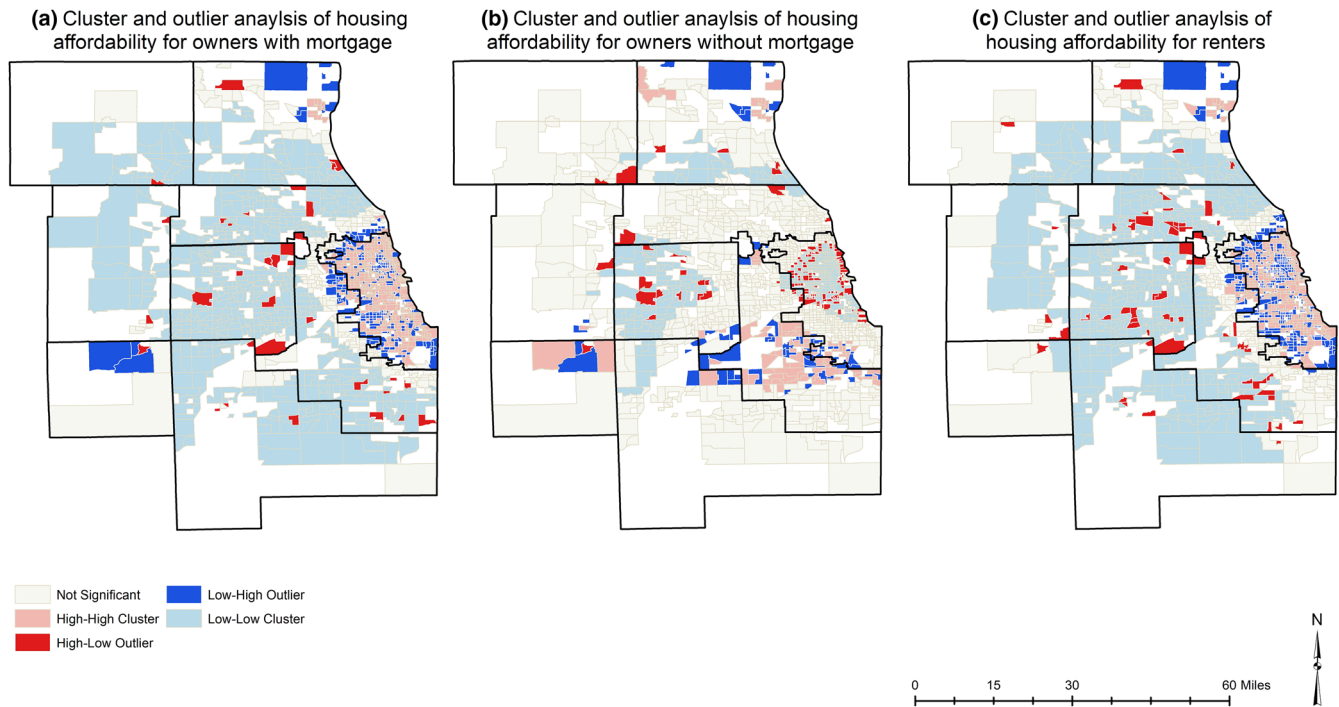 (a) Cluster and outlier anaylsis of housing
affordability for owners with mortgage
(b) Cluster and outlier anaylsis of housing
affordability for owners without mortgage
(c) Cluster and outlier anaylsis of
housing affordability for renters
Not Significant
High-High Cluster
High-Low Outlier
Low-High Outlier
Low-Low Cluster
N
0 15 30 60 Miles